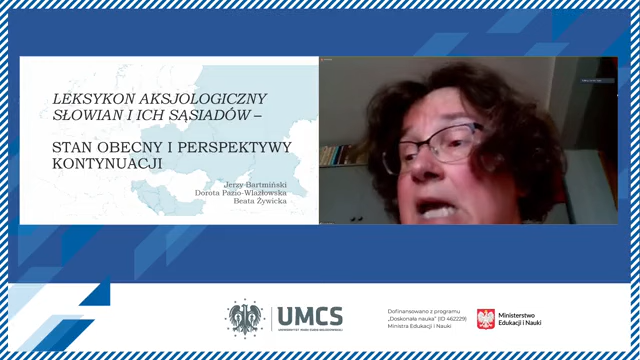 LEKSYKON AKSJOLOGICZNY
SŁOWIAN I ICH SĄSIADÓW –
STAN OBECNY I PERSPEKTYWY
KONTYNUACJI
Jerzy Bartmiński
Dorota Pazio-Wlazłowska
Beata Żywicka
UMCS
Dofinansowano z programu
„Doskonała nauka” (ID 462229)
Ministra Edukacji i Nauki
Ministerstwo
Edukacji i Nauki